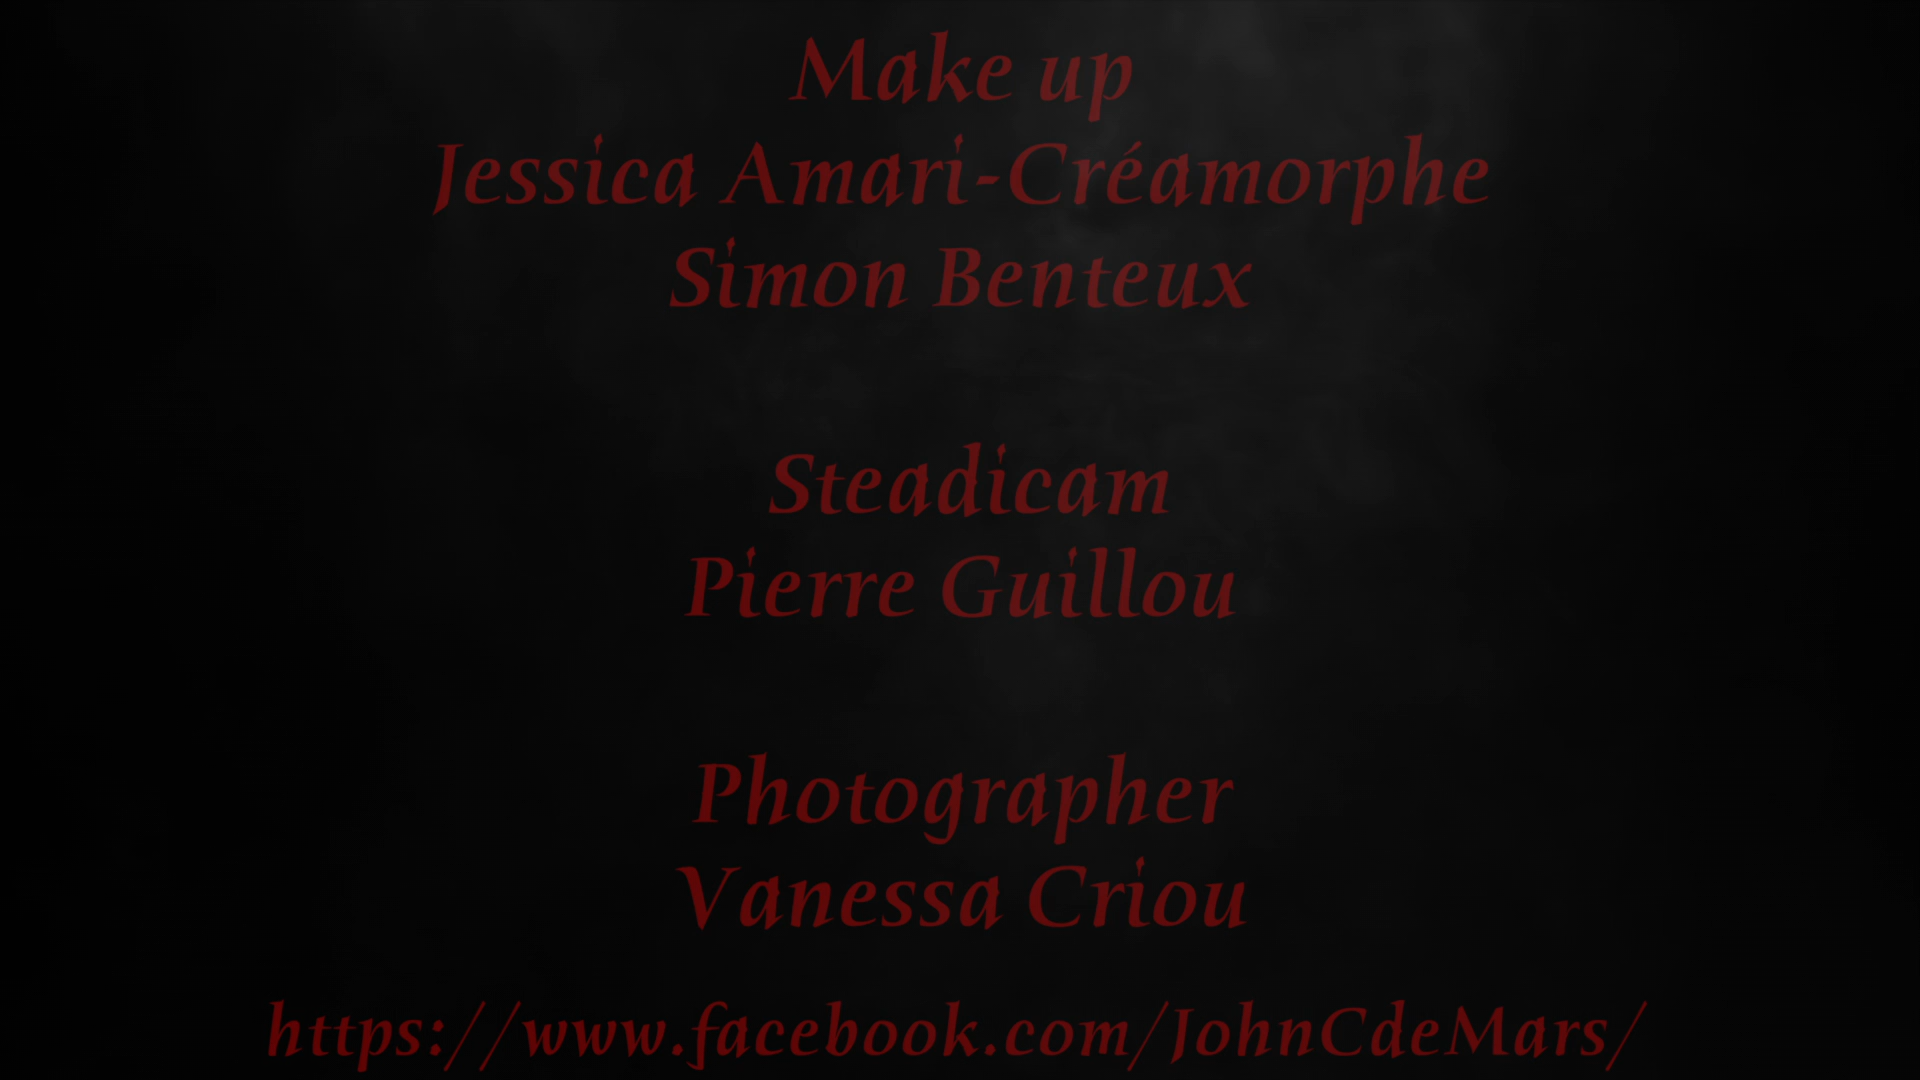 Make up
Jessica Amari-Créamorphe
Simon Benteux
Steadicam
Pierre Guillou
Photographer
Vanessa Criou
https://www.facebook.com/JohnCdeMars/